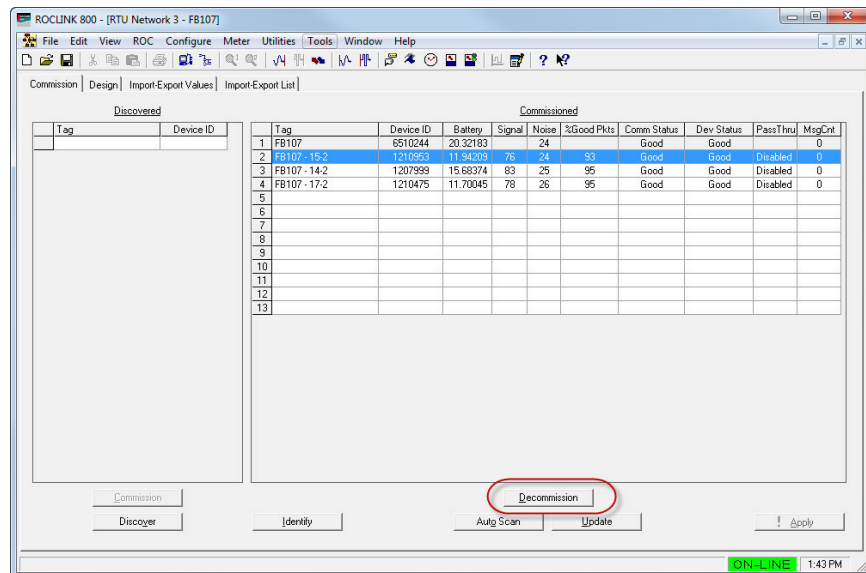 ROCLINK 800 - [RTU Network 3 - FB107]
File Edit View ROC Configure Meter Utilities Tools Window Help
Commission Design Import-Export Values Import-Export List
Discovered Commissioned
Tag Device ID
Tag Device ID Battery Signal Noise %Good Pkts Comm Status Dev Status PassThru MsgCnt
1 FB107 6510244 20.32183 24 Good Good 0
2 FB107 - 15-2 1210953 11.94209 76 24 93 Good Good Disabled 0
3 FB107 - 14-2 1207999 15.68374 83 25 95 Good Good Disabled 0
4 FB107 - 17-2 1210475 11.70045 78 26 95 Good Good Disabled 0
5
6
7
8
9
10
11
12
13
Commission Decommission
Discover Identify Auto Scan Update ! Apply
ON-LINE 1:43 PM